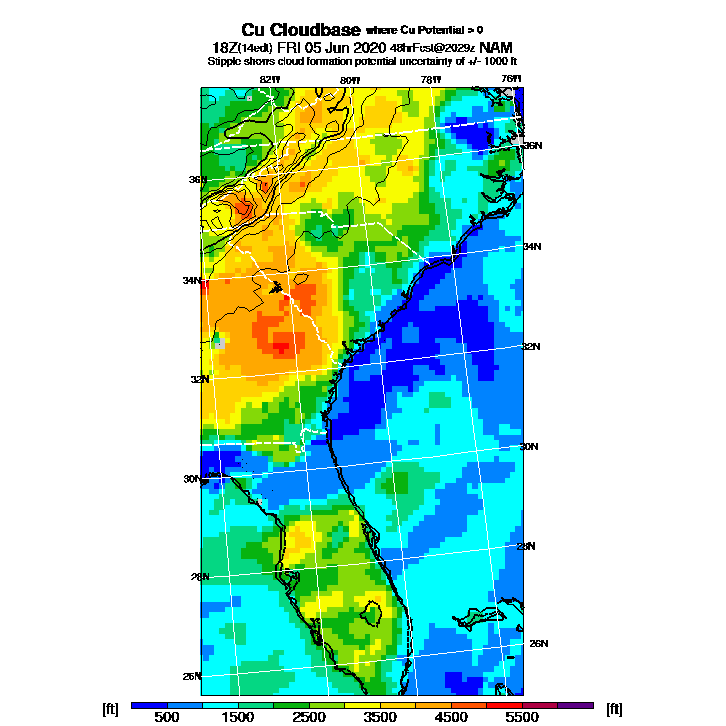 Cu Cloudbase where Cu Potential > 0
18Z(14edt) FRI 05 Jun 2020 48hrFcst@2029z NAM
Stipple shows cloud formation potential uncertainty of +/- 1000 ft
82W 80W 78W 76W
36N
36N
34N
34N
32N
32N
30N
30N
28N
28N
26N
26N
[ft] 500 1500 2500 3500 4500 5500 [ft]